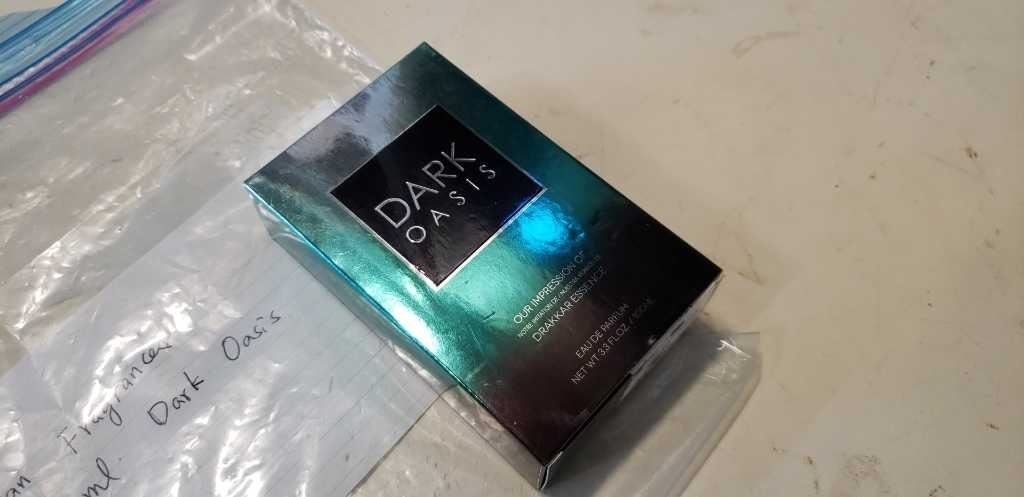 DARK
OASIS
OUR IMPRESSION OF
DRAKKAR ESSENCE
EAU DE PARFUM
NET WT 3.3 FL OZ / 100ML
Fragrances
ml. Dark Oasis